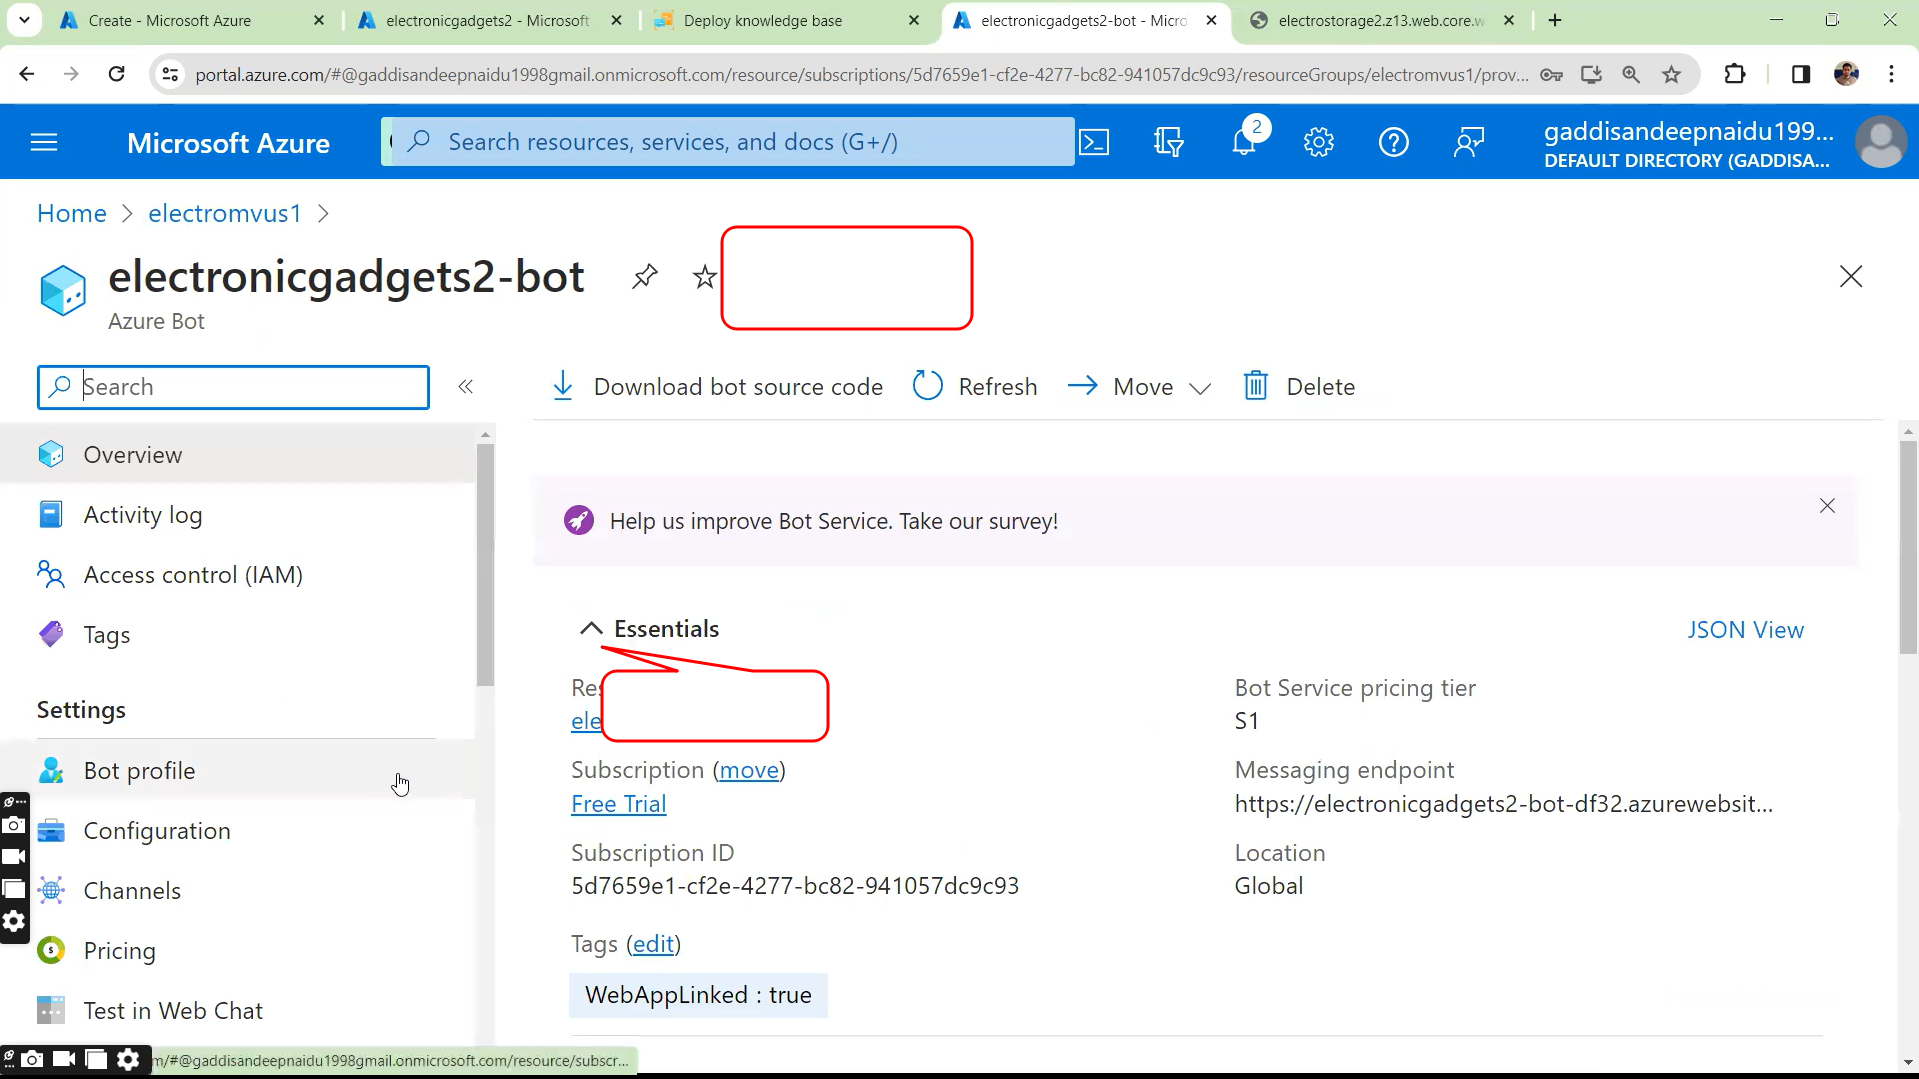 Create - Microsoft Azure
electronicgadgets2 - Microsoft
Deploy knowledge base
electronicgadgets2-bot - Micro
electrostorage2.z13.web.core.w
portal.azure.com/#@gaddisandeepnaidu1998gmail.onmicrosoft.com/resource/subscriptions/5d7659e1-cf2e-4277-bc82-941057dc9c93/resourceGroups/electromvus1/prov...
Microsoft Azure
Search resources, services, and docs (G+/)
2
gaddisandeepnaidu199...
DEFAULT DIRECTORY (GADDISA...
Home > electromvus1 >
electronicgadgets2-bot
Azure Bot
Search
«
Download bot source code
Refresh
Move
Delete
Overview
Activity log
Access control (IAM)
Tags
Settings
Bot profile
Configuration
Channels
Pricing
Test in Web Chat
Help us improve Bot Service. Take our survey!
Essentials
JSON View
Res
ele
Bot Service pricing tier
S1
Subscription (move)
Free Trial
Messaging endpoint
https://electronicgadgets2-bot-df32.azurewebsit...
Subscription ID
5d7659e1-cf2e-4277-bc82-941057dc9c93
Location
Global
Tags (edit)
WebAppLinked : true
m/#@gaddisandeepnaidu1998gmail.onmicrosoft.com/resource/subscr...